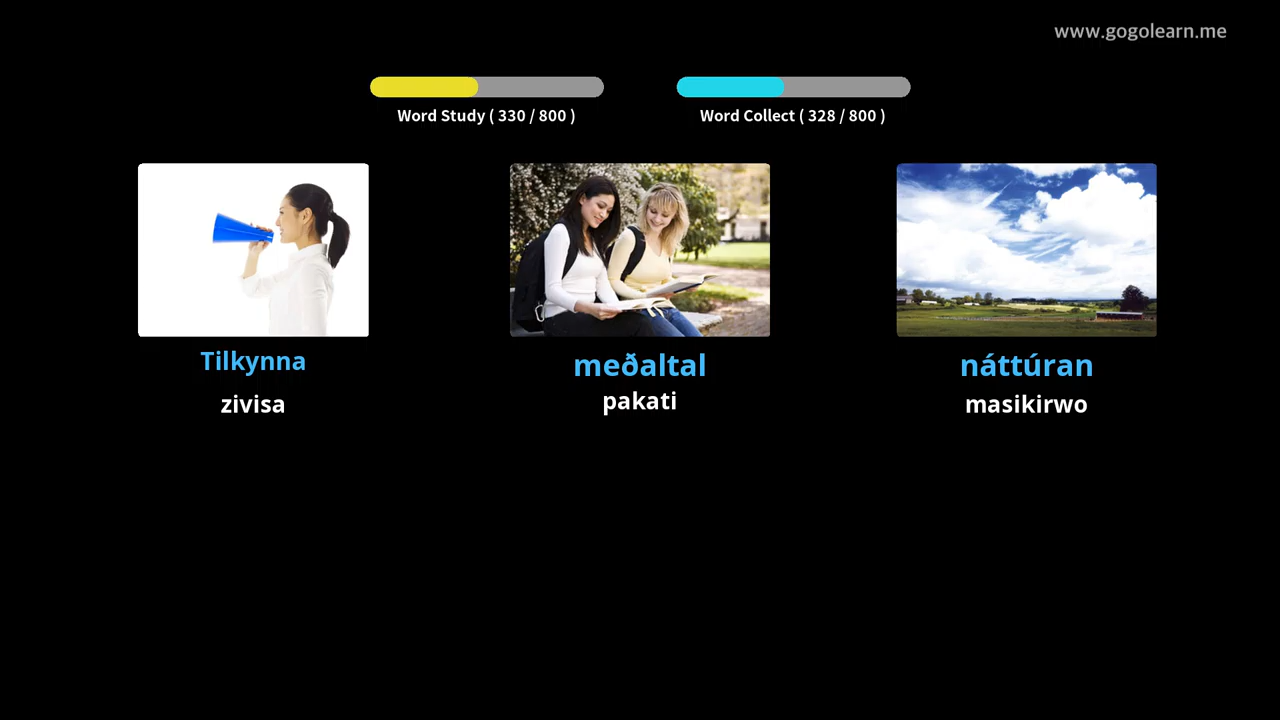 www.gogolearn.me
Word Study ( 330 / 800 )
Word Collect ( 328 / 800 )
Tilkynna
zivisa
meðaltal
pakati
náttúran
masikirwo